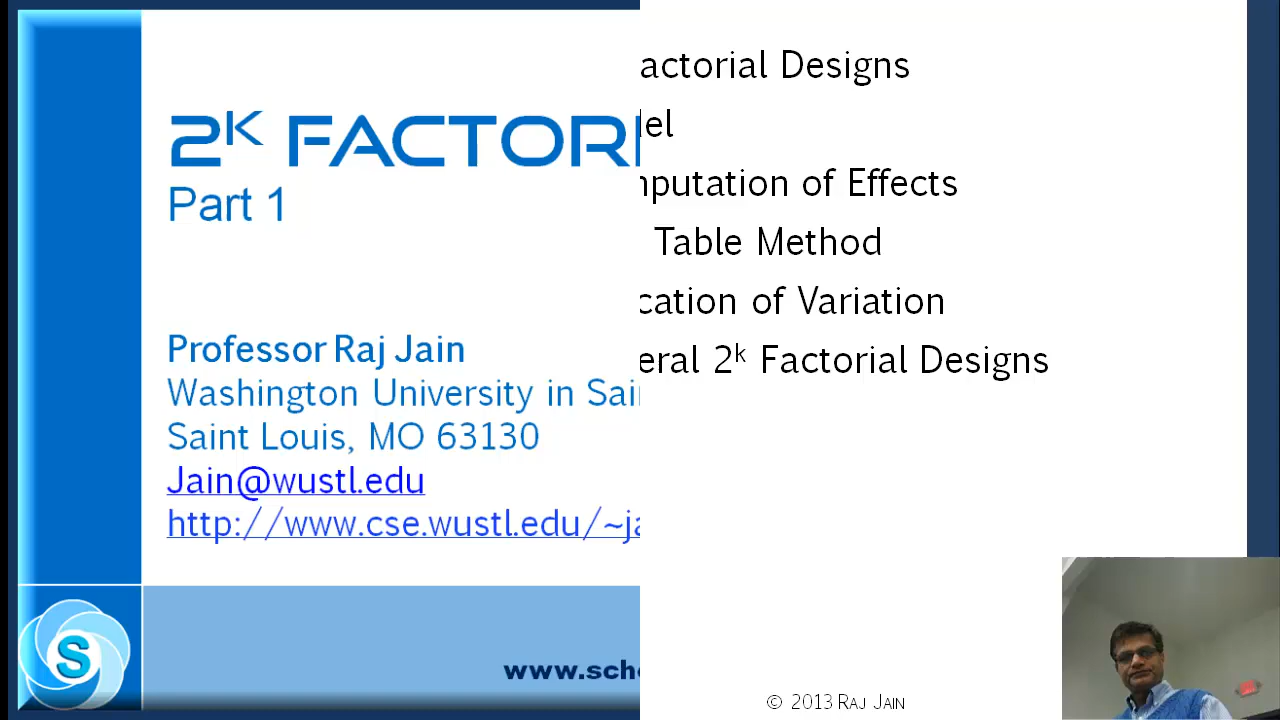 2K FACTORI
Part 1
Professor Raj Jain
Washington University in Sai
Saint Louis, MO 63130
Jain@wustl.edu
http://www.cse.wustl.edu/~ja
S
www.sch
actorial Designs
el
putation of Effects
Table Method
cation of Variation
eral 2k Factorial Designs
© 2013 RAJ JAIN